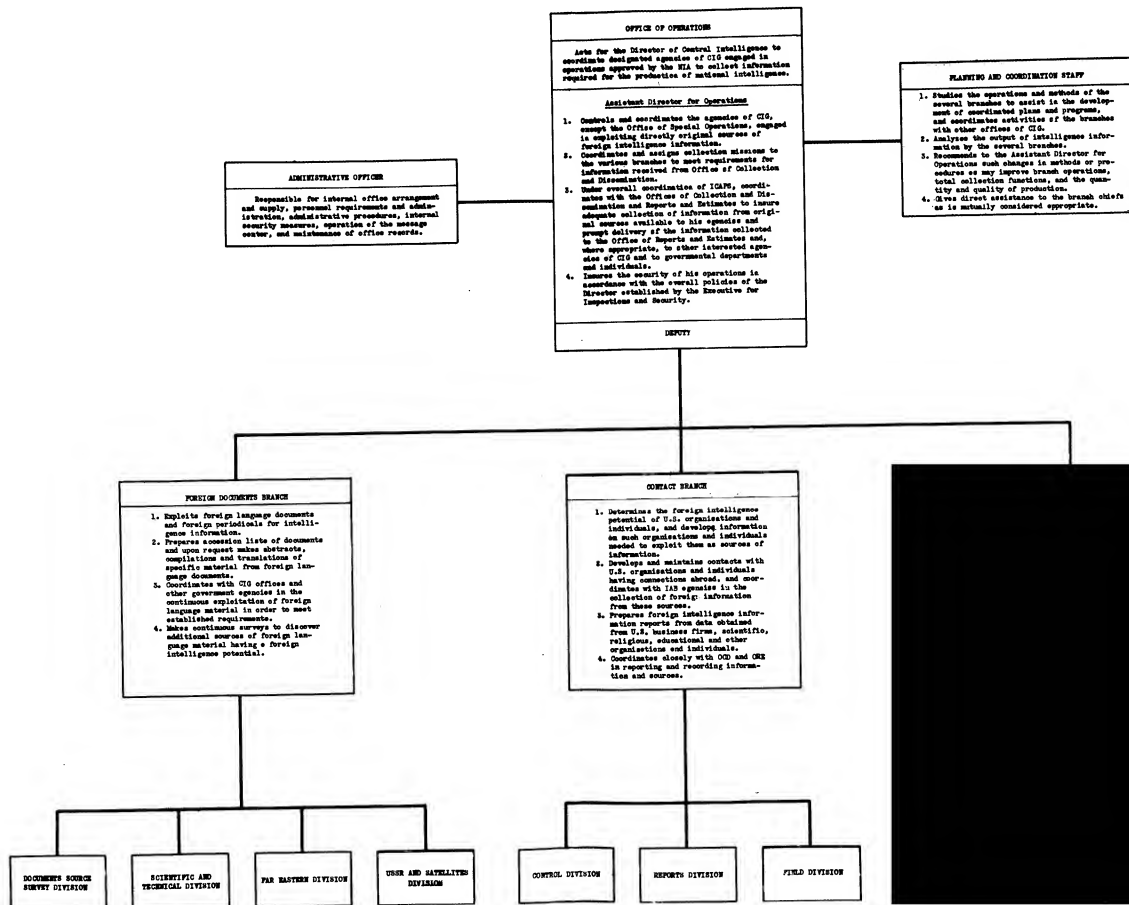 OFFICE OF OPERATIONS
Acts for the Director of Central Intelligence to
coordinate designated agencies of CIG engaged in
operations approved by the NIA to collect information
required for the production of national intelligence.
Assistant Director for Operations
1. Controls and coordinates the agencies of CIG,
except the Office of Special Operations, engaged
in exploiting directly original sources of
foreign intelligence information.
2. Coordinates and assigns collection missions to
the various branches to meet requirements for
information received from Office of Collection
and Dissemination.
3. Under overall coordination of ICAPS, coordi-
nates with the Offices of Collection and Dis-
semination and Reports and Estimates to insure
adequate collection of information from origi-
nal sources available to his agencies and
prompt delivery of the information collected
to the Office of Reports and Estimates and,
where appropriate, to other interested agen-
cies of CIG and to governmental departments
and individuals.
4. Insures the security of his operations in
accordance with the overall policies of the
Director established by the Executive for
Inspections and Security.
DEPUTY
PLANNING AND COORDINATION STAFF
1. Studies the operations and methods of the
several branches to assist in the develop-
ment of coordinated plans and programs,
and coordinates activities of the branches
with other offices of CIG.
2. Analyzes the output of intelligence infor-
mation by the several branches.
3. Recommends to the Assistant Director for
Operations such changes in methods or pro-
cedures as may improve branch operations,
total collection functions, and the quan-
tity and quality of production.
4. Gives direct assistance to the branch chiefs
as is mutually considered appropriate.
ADMINISTRATIVE OFFICER
Responsible for internal office arrangement
and supply, personnel requirements and admin-
istration, administrative procedures, internal
security measures, operation of the message
center, and maintenance of office records.
FOREIGN DOCUMENTS BRANCH
1. Exploits foreign language documents
and foreign periodicals for intelli-
gence information.
2. Prepares accession lists of documents
and upon request makes abstracts,
compilations and translations of
specific material from foreign lan-
guage documents.
3. Coordinates with CIG offices and
other government agencies in the
continuous exploitation of foreign
language material in order to meet
established requirements.
4. Makes continuous surveys to discover
additional sources of foreign lan-
guage material having a foreign
intelligence potential.
CONTACT BRANCH
1. Determines the foreign intelligence
potential of U.S. organizations and
individuals, and develops information
on such organizations and individuals
needed to exploit them as sources of
information.
2. Develops and maintains contacts with
U.S. organizations and individuals
having connections abroad, and coor-
dinates with IAB agencies in the
collection of foreign information
from these sources.
3. Prepares foreign intelligence infor-
mation reports from data obtained
from U.S. business firms, scientific,
religious, educational and other
organizations and individuals.
4. Coordinates closely with OCD and ORE
in reporting and recording informa-
tion and sources.
DOCUMENTS SOURCE
SURVEY DIVISION
SCIENTIFIC AND
TECHNICAL DIVISION
FAR EASTERN DIVISION
USSR AND SATELLITES
DIVISION
CONTROL DIVISION
REPORTS DIVISION
FIELD DIVISION